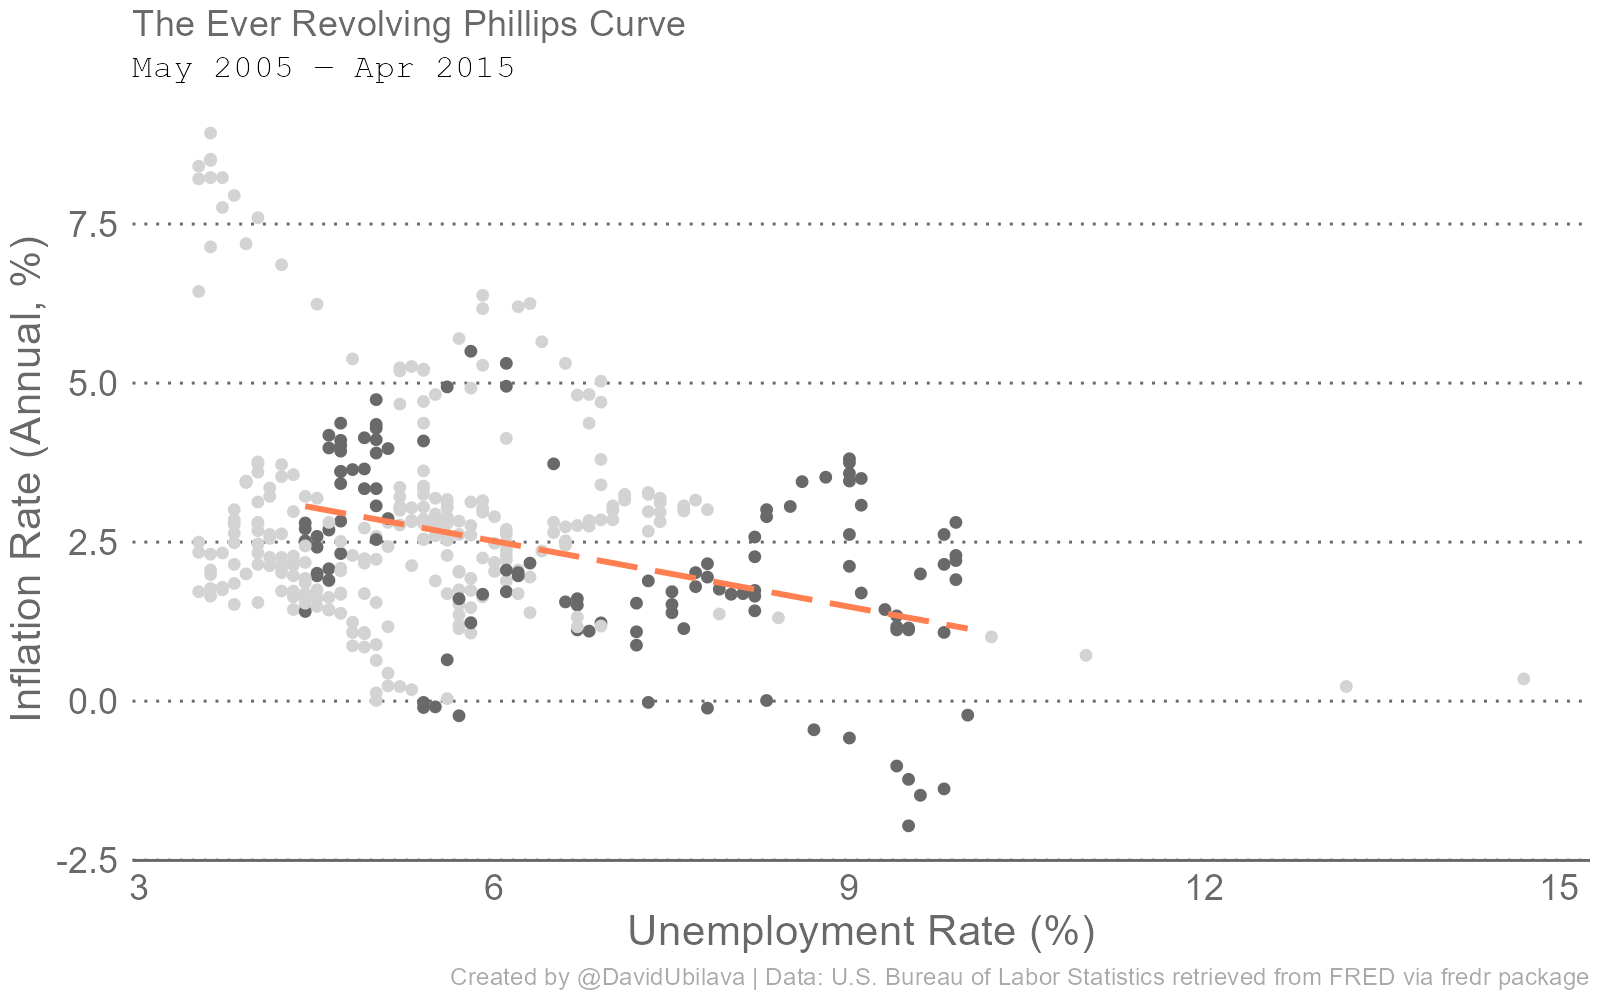 The Ever Revolving Phillips Curve
May 2005 — Apr 2015
Inflation Rate (Annual, %)
7.5
5.0
2.5
0.0
-2.5
3 6 9 12 15
Unemployment Rate (%)
Created by @DavidUbilava | Data: U.S. Bureau of Labor Statistics retrieved from FRED via fredr package